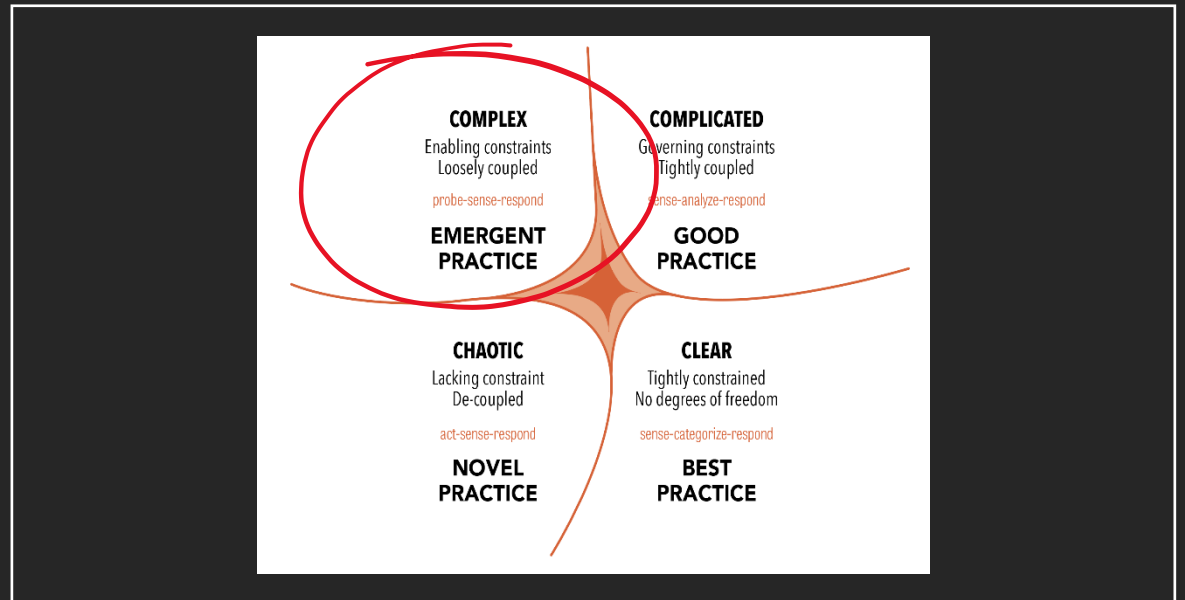 COMPLEX
Enabling constraints
Loosely coupled
probe-sense-respond
EMERGENT
PRACTICE
COMPLICATED
Governing constraints
Tightly coupled
sense-analyze-respond
GOOD
PRACTICE
CHAOTIC
Lacking constraint
De-coupled
act-sense-respond
NOVEL
PRACTICE
CLEAR
Tightly constrained
No degrees of freedom
sense-categorize-respond
BEST
PRACTICE